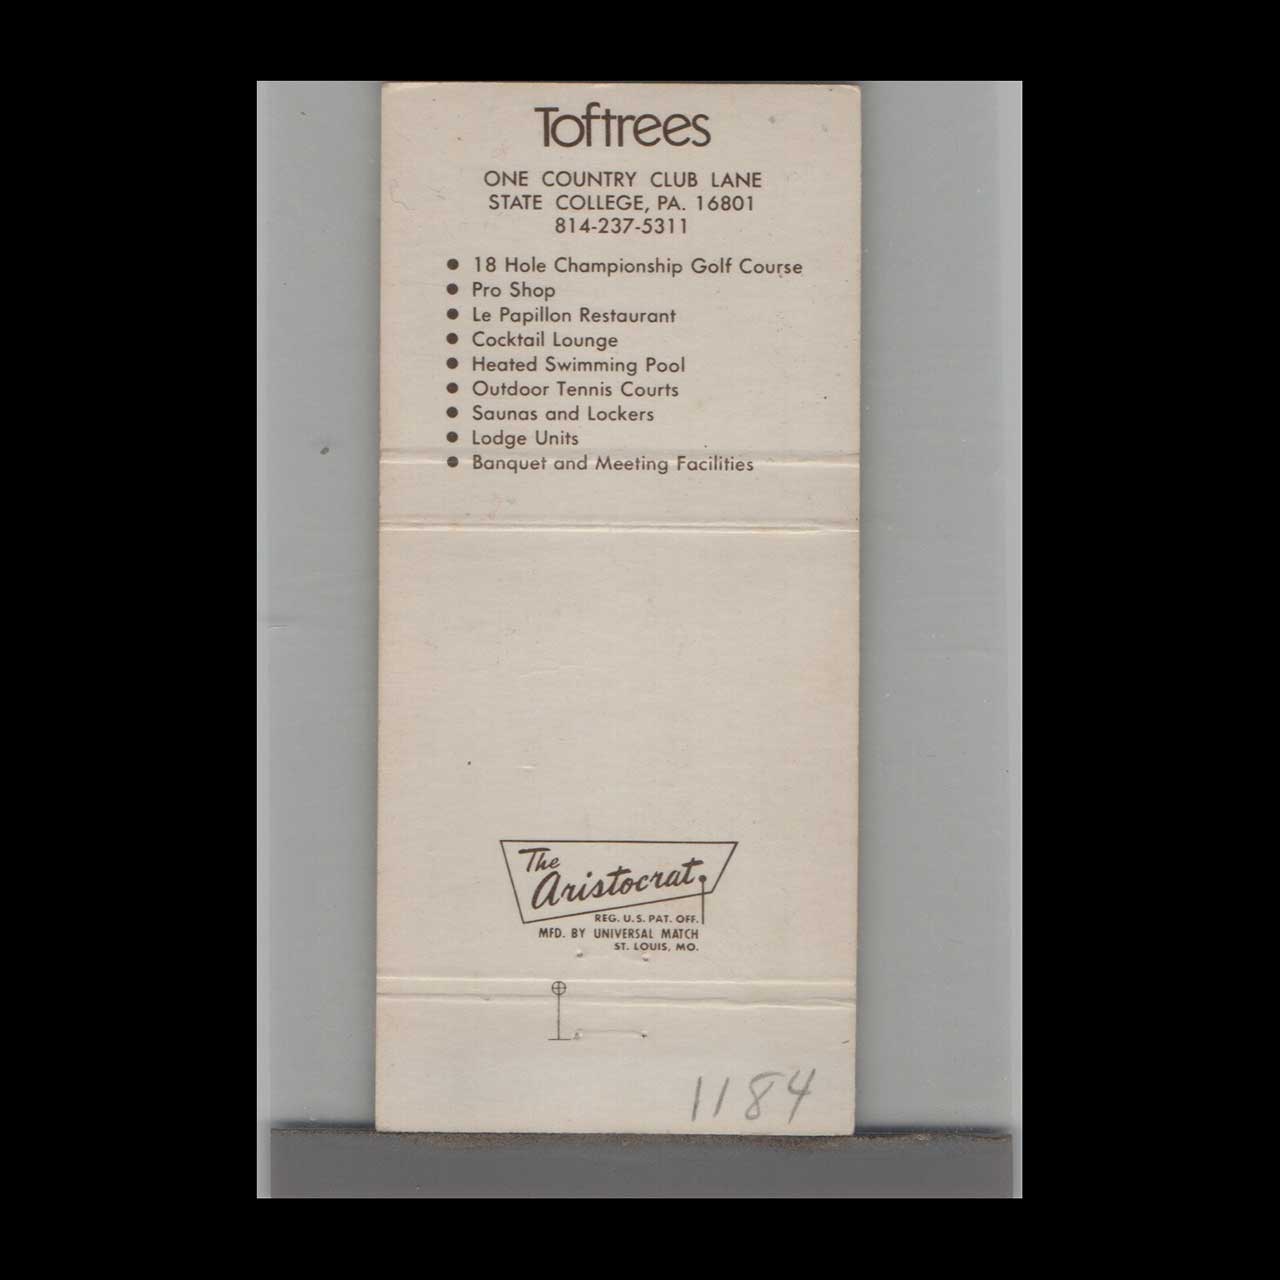 Toftrees
ONE COUNTRY CLUB LANE
STATE COLLEGE, PA. 16801
814-237-5311
● 18 Hole Championship Golf Course
● Pro Shop
● Le Papillon Restaurant
● Cocktail Lounge
● Heated Swimming Pool
● Outdoor Tennis Courts
● Saunas and Lockers
● Lodge Units
● Banquet and Meeting Facilities
The
Aristocrat
REG. U.S. PAT. OFF.
MFD. BY UNIVERSAL MATCH
ST. LOUIS, MO.
1184